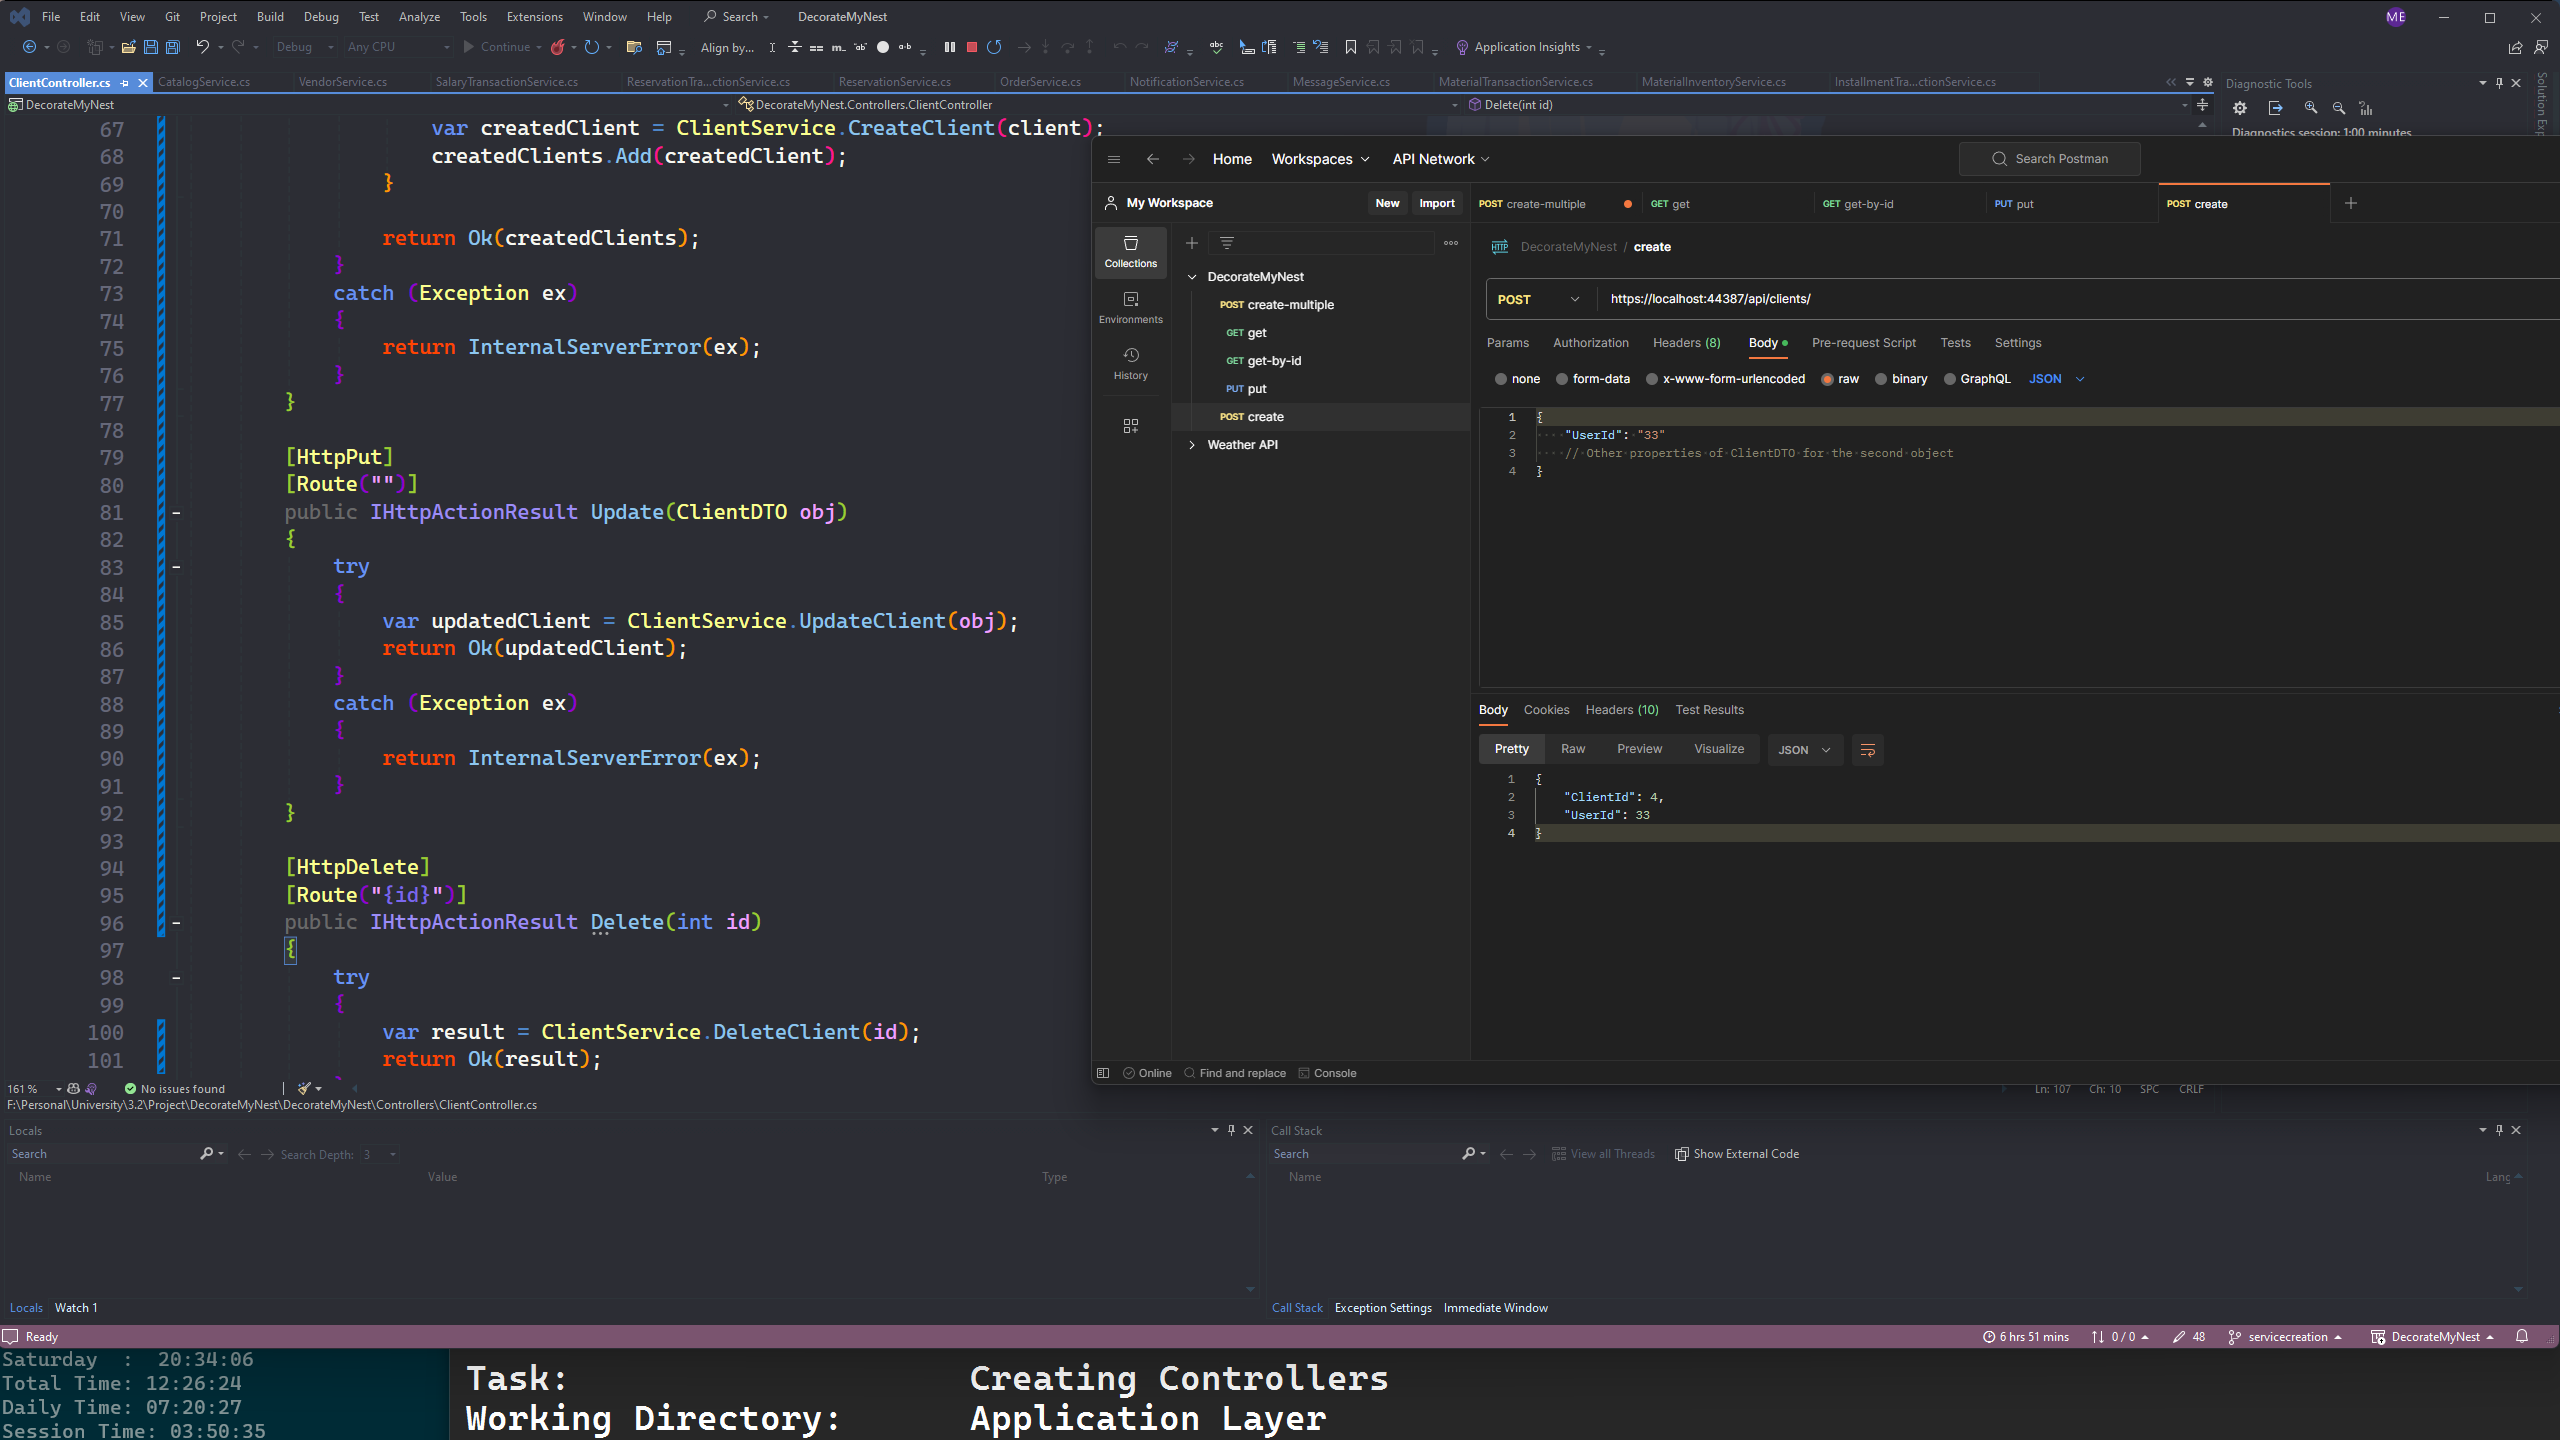 File Edit View Git Project Build Debug Test Analyze Tools Extensions Window Help Search DecorateMyNest ME
Debug Any CPU Continue Align by... Application Insights
ClientController.cs CatalogService.cs VendorService.cs SalaryTransactionService.cs ReservationTra...ctionService.cs ReservationService.cs OrderService.cs NotificationService.cs MessageService.cs MaterialTransactionService.cs MaterialInventoryService.cs InstallmentTra...ctionService.cs
DecorateMyNest DecorateMyNest.Controllers.ClientController Delete(int id)
67 var createdClient = ClientService.CreateClient(client);
68 createdClients.Add(createdClient);
69 }
70
71 return Ok(createdClients);
72 }
73 catch (Exception ex)
74 {
75 return InternalServerError(ex);
76 }
77 }
78
79 [HttpPut]
80 [Route("")]
81 public IHttpActionResult Update(ClientDTO obj)
82 {
83 try
84 {
85 var updatedClient = ClientService.UpdateClient(obj);
86 return Ok(updatedClient);
87 }
88 catch (Exception ex)
89 {
90 return InternalServerError(ex);
91 }
92 }
93
94 [HttpDelete]
95 [Route("{id}")]
96 public IHttpActionResult Delete(int id)
97 {
98 try
99 {
100 var result = ClientService.DeleteClient(id);
101 return Ok(result);
161 % No issues found
Ln: 107 Ch: 10 SPC CRLF
F:\Personal\University\3.2\Project\DecorateMyNest\DecorateMyNest\Controllers\ClientController.cs
Diagnostic Tools
Diagnostics session: 1:00 minutes
Solution Exp
Home Workspaces API Network Search Postman
My Workspace New Import
POST create-multiple GET get GET get-by-id PUT put POST create
Collections
Environments
History
DecorateMyNest
POST create-multiple
GET get
GET get-by-id
PUT put
POST create
Weather API
HTTP DecorateMyNest / create
POST https://localhost:44387/api/clients/
Params Authorization Headers (8) Body Pre-request Script Tests Settings
none form-data x-www-form-urlencoded raw binary GraphQL JSON
1 {
2 "UserId": "33"
3 // Other properties of ClientDTO for the second object
4 }
Body Cookies Headers (10) Test Results
Pretty Raw Preview Visualize JSON
1 {
2 "ClientId": 4,
3 "UserId": 33
4 }
Online Find and replace Console
Locals
Search Search Depth: 3
Name Value Type
Locals Watch 1
Call Stack
Search View all Threads Show External Code
Name Lang
Call Stack Exception Settings Immediate Window
Ready 6 hrs 51 mins 0 / 0 48 servicecreation DecorateMyNest
Saturday : 20:34:06
Total Time: 12:26:24
Daily Time: 07:20:27
Session Time: 03:50:35
Task: Creating Controllers
Working Directory: Application Layer